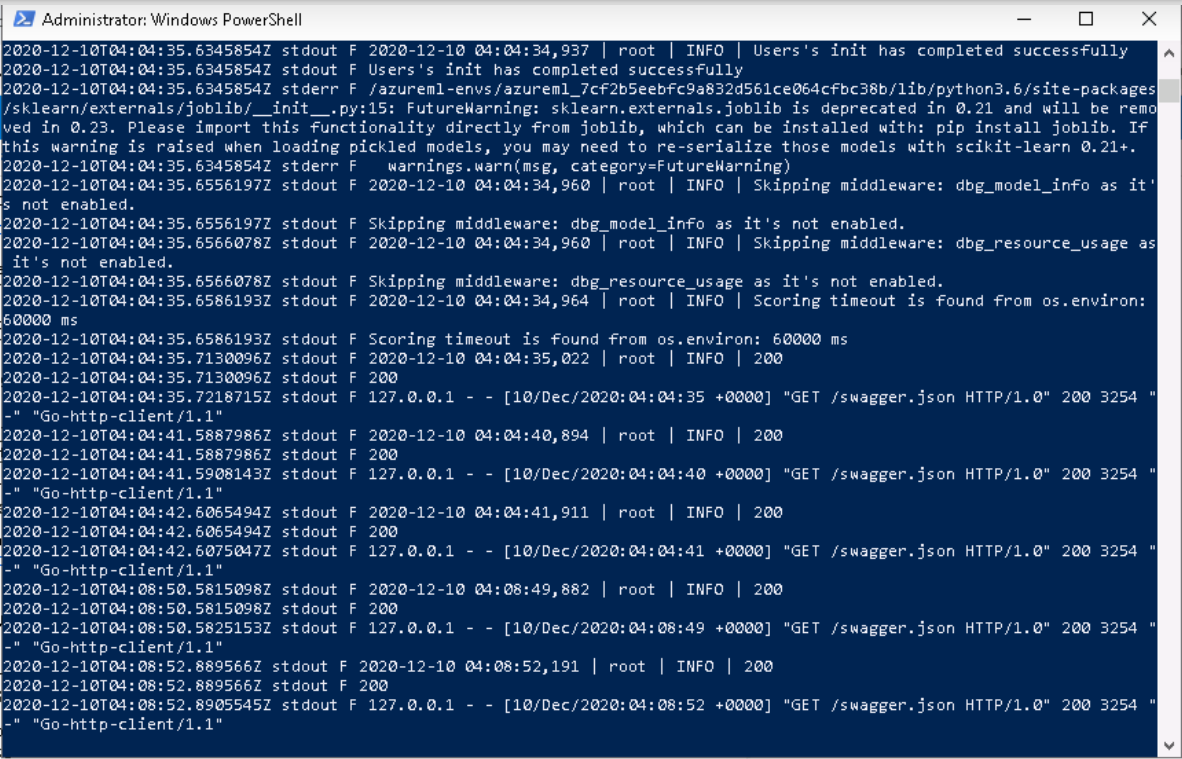 Administrator: Windows PowerShell
2020-12-10T04:04:35.6345854Z stdout F 2020-12-10 04:04:34,937 | root | INFO | Users's init has completed successfully
2020-12-10T04:04:35.6345854Z stdout F Users's init has completed successfully
2020-12-10T04:04:35.6345854Z stderr F /azureml-envs/azureml_7cf2b5eebfc9a832d561ce064cfbc38b/lib/python3.6/site-packages
/sklearn/externals/joblib/__init__.py:15: FutureWarning: sklearn.externals.joblib is deprecated in 0.21 and will be remo
ved in 0.23. Please import this functionality directly from joblib, which can be installed with: pip install joblib. If
this warning is raised when loading pickled models, you may need to re-serialize those models with scikit-learn 0.21+.
2020-12-10T04:04:35.6345854Z stderr F   warnings.warn(msg, category=FutureWarning)
2020-12-10T04:04:35.6556197Z stdout F 2020-12-10 04:04:34,960 | root | INFO | Skipping middleware: dbg_model_info as it'
s not enabled.
2020-12-10T04:04:35.6556197Z stdout F Skipping middleware: dbg_model_info as it's not enabled.
2020-12-10T04:04:35.6566078Z stdout F 2020-12-10 04:04:34,960 | root | INFO | Skipping middleware: dbg_resource_usage as
 it's not enabled.
2020-12-10T04:04:35.6566078Z stdout F Skipping middleware: dbg_resource_usage as it's not enabled.
2020-12-10T04:04:35.6586193Z stdout F 2020-12-10 04:04:34,964 | root | INFO | Scoring timeout is found from os.environ:
60000 ms
2020-12-10T04:04:35.6586193Z stdout F Scoring timeout is found from os.environ: 60000 ms
2020-12-10T04:04:35.7130096Z stdout F 2020-12-10 04:04:35,022 | root | INFO | 200
2020-12-10T04:04:35.7130096Z stdout F 200
2020-12-10T04:04:35.7218715Z stdout F 127.0.0.1 - - [10/Dec/2020:04:04:35 +0000] "GET /swagger.json HTTP/1.0" 200 3254 "
-" "Go-http-client/1.1"
2020-12-10T04:04:41.5887986Z stdout F 2020-12-10 04:04:40,894 | root | INFO | 200
2020-12-10T04:04:41.5887986Z stdout F 200
2020-12-10T04:04:41.5908143Z stdout F 127.0.0.1 - - [10/Dec/2020:04:04:40 +0000] "GET /swagger.json HTTP/1.0" 200 3254 "
-" "Go-http-client/1.1"
2020-12-10T04:04:42.6065494Z stdout F 2020-12-10 04:04:41,911 | root | INFO | 200
2020-12-10T04:04:42.6065494Z stdout F 200
2020-12-10T04:04:42.6075047Z stdout F 127.0.0.1 - - [10/Dec/2020:04:04:41 +0000] "GET /swagger.json HTTP/1.0" 200 3254 "
-" "Go-http-client/1.1"
2020-12-10T04:08:50.5815098Z stdout F 2020-12-10 04:08:49,882 | root | INFO | 200
2020-12-10T04:08:50.5815098Z stdout F 200
2020-12-10T04:08:50.5825153Z stdout F 127.0.0.1 - - [10/Dec/2020:04:08:49 +0000] "GET /swagger.json HTTP/1.0" 200 3254 "
-" "Go-http-client/1.1"
2020-12-10T04:08:52.889566Z stdout F 2020-12-10 04:08:52,191 | root | INFO | 200
2020-12-10T04:08:52.889566Z stdout F 200
2020-12-10T04:08:52.8905545Z stdout F 127.0.0.1 - - [10/Dec/2020:04:08:52 +0000] "GET /swagger.json HTTP/1.0" 200 3254 "
-" "Go-http-client/1.1"